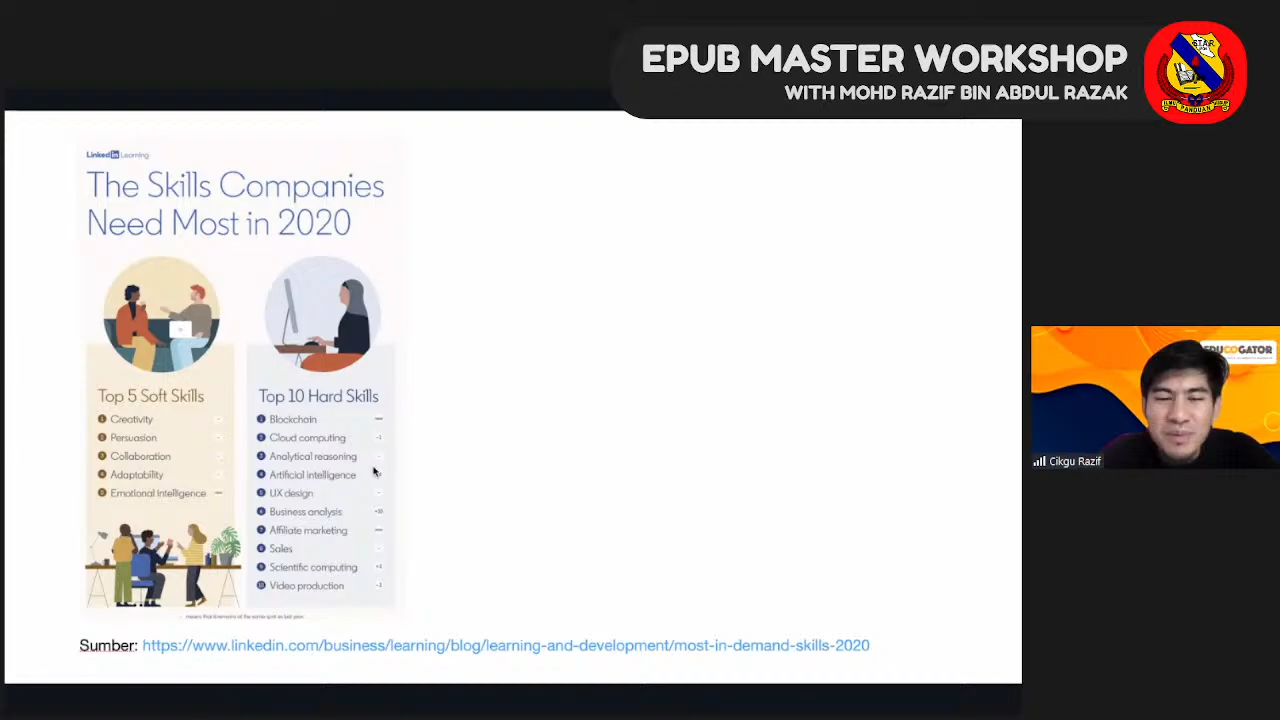 EPUB MASTER WORKSHOP
WITH MOHD RAZIF BIN ABDUL RAZAK
STAR
LinkedIn Learning
The Skills Companies
Need Most in 2020
Top 5 Soft Skills
1 Creativity
2 Persuasion
3 Collaboration
4 Adaptability
5 Emotional Intelligence
Top 10 Hard Skills
1 Blockchain
2 Cloud computing
3 Analytical reasoning
4 Artificial intelligence
5 UX design
6 Business analysis
7 Affiliate marketing
8 Sales
9 Scientific computing
10 Video production
Sumber: https://www.linkedin.com/business/learning/blog/learning-and-development/most-in-demand-skills-2020
EDUCOGATOR
Cikgu Razif